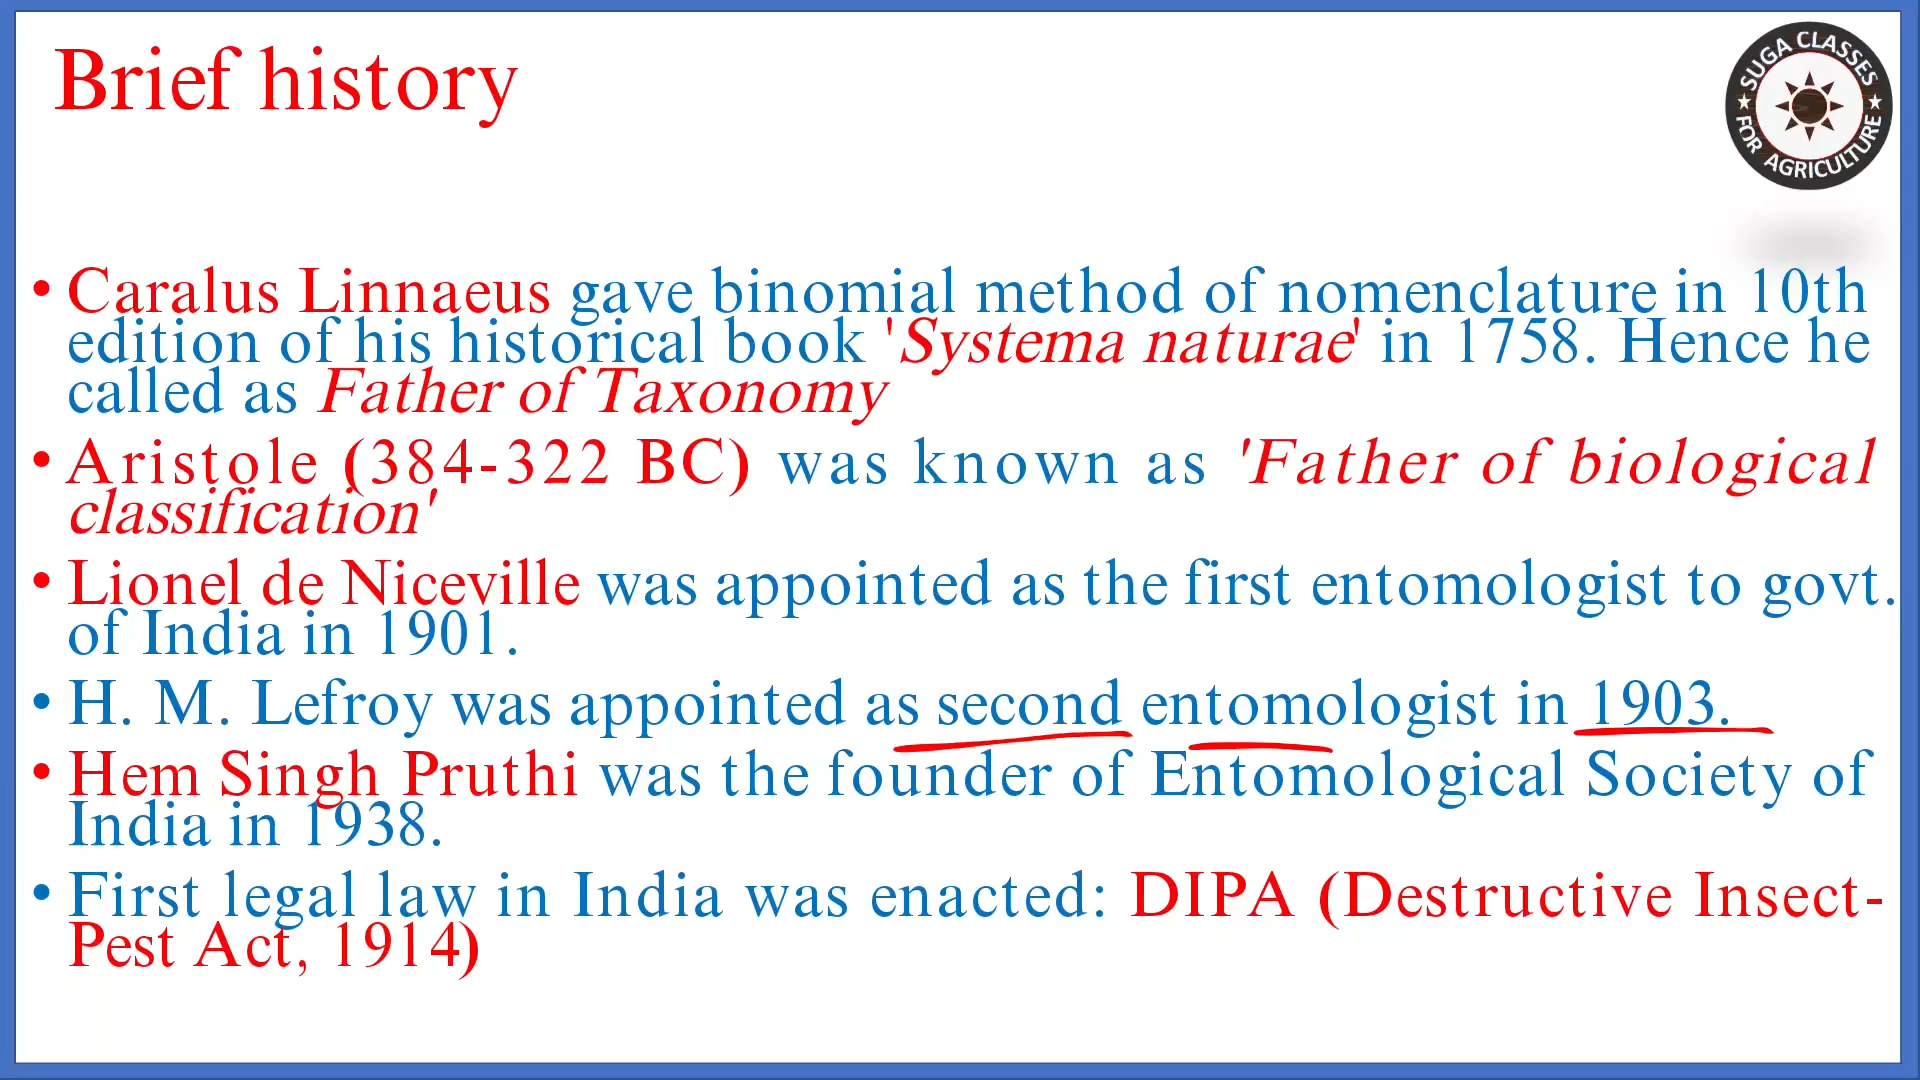 Brief history
SUGA CLASSES
FOR AGRICULTURE
• Caralus Linnaeus gave binomial method of nomenclature in 10th
edition of his historical book 'Systema naturae' in 1758. Hence he
called as Father of Taxonomy
• Aristole (384-322 BC) was known as 'Father of biological
classification'
• Lionel de Niceville was appointed as the first entomologist to govt.
of India in 1901.
• H. M. Lefroy was appointed as second entomologist in 1903.
• Hem Singh Pruthi was the founder of Entomological Society of
India in 1938.
• First legal law in India was enacted: DIPA (Destructive Insect-
Pest Act, 1914)